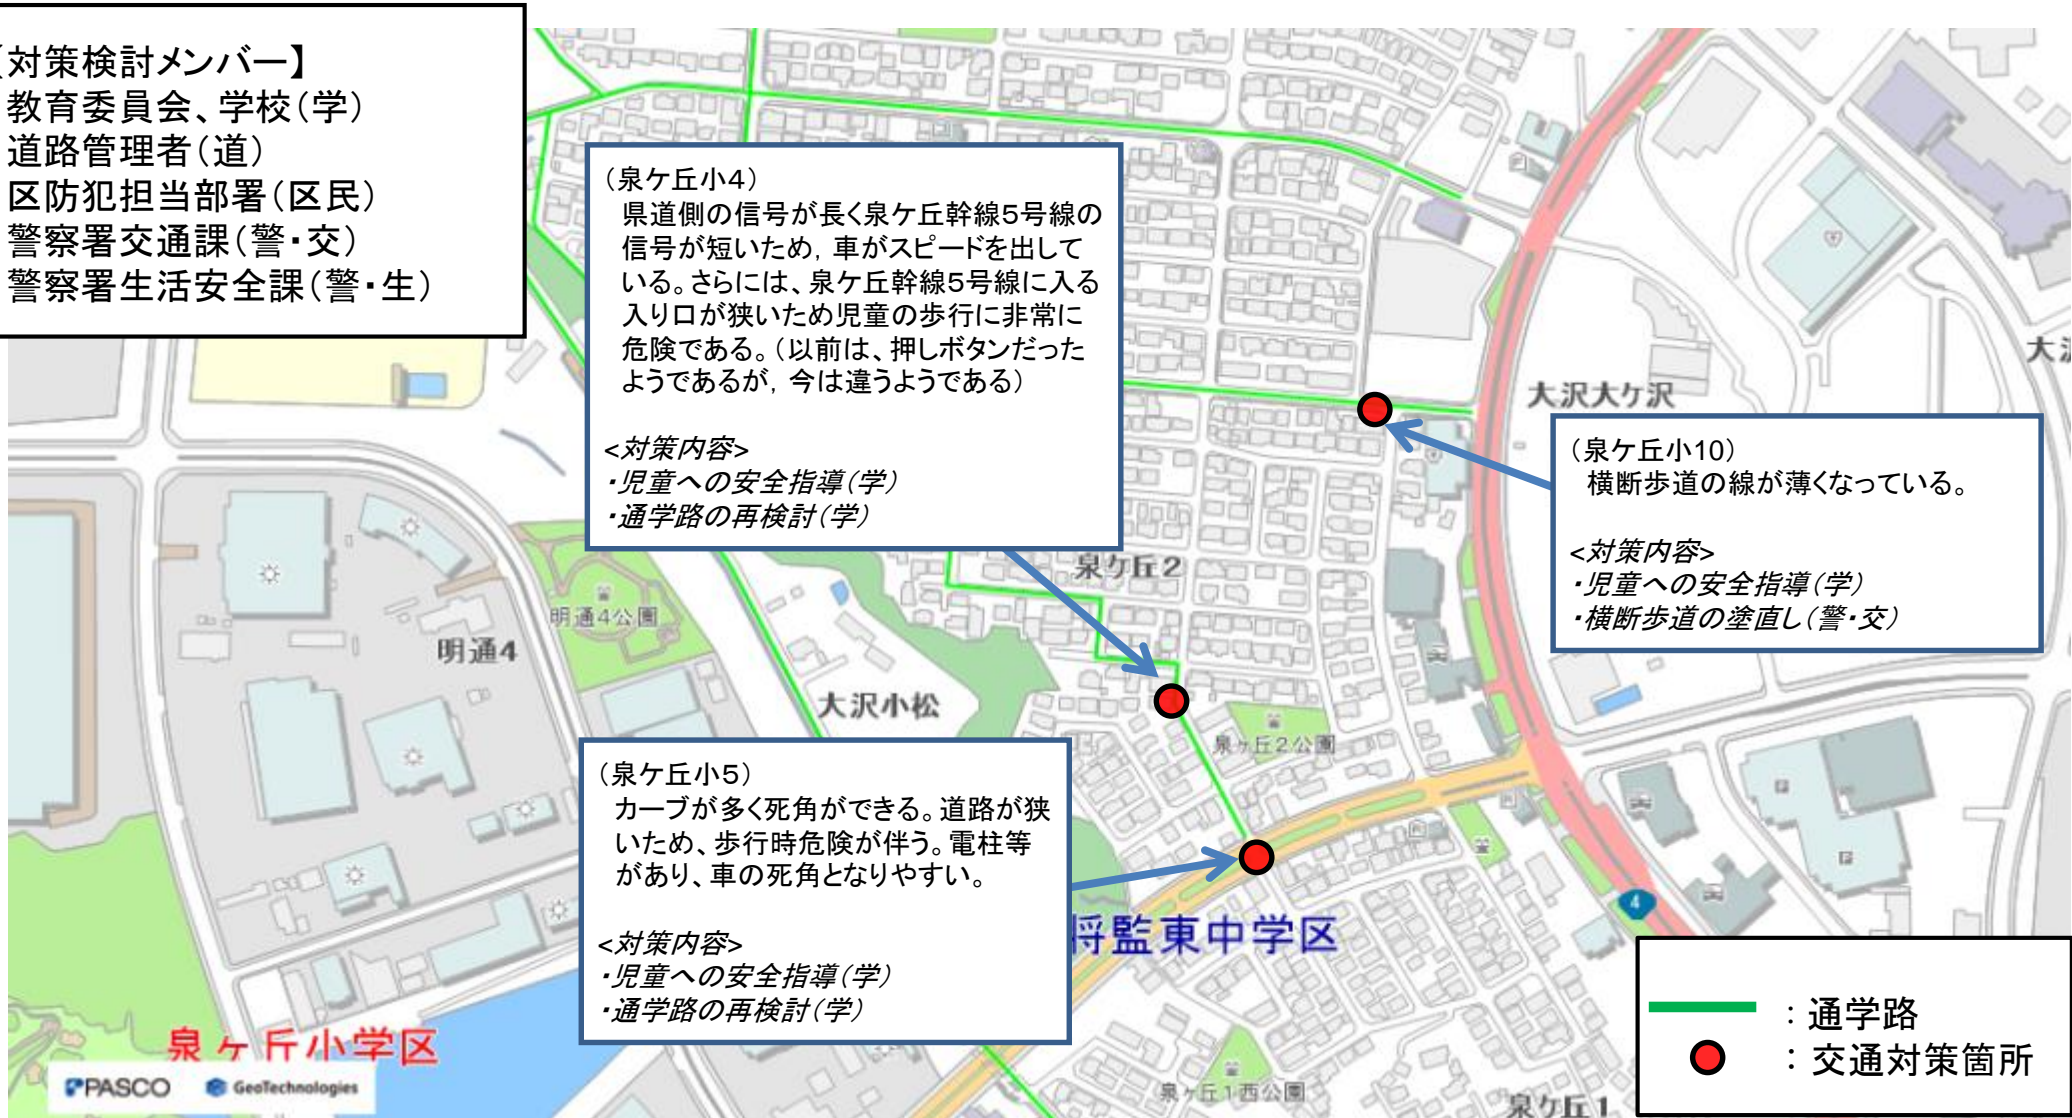 【対策検討メンバー】
教育委員会、学校（学）
道路管理者（道）
区防犯担当部署（区民）
警察署交通課（警・交）
警察署生活安全課（警・生）
（泉ケ丘小４）
県道側の信号が長く泉ケ丘幹線５号線の
信号が短いため，車がスピードを出して
いる。さらには、泉ケ丘幹線５号線に入る
入り口が狭いため児童の歩行に非常に
危険である。（以前は、押しボタンだった
ようであるが，今は違うようである）
<対策内容>
・児童への安全指導（学）
・通学路の再検討（学）
大沢大ケ沢
（泉ケ丘小10）
横断歩道の線が薄くなっている。
<対策内容>
・児童への安全指導（学）
・横断歩道の塗直し（警・交）
泉ケ丘2
明通4公園
明通4
大沢小松
泉ヶ丘2公園
（泉ケ丘小５）
カーブが多く死角ができる。道路が狭
いため、歩行時危険が伴う。電柱等
があり、車の死角となりやすい。
<対策内容>
・児童への安全指導（学）
・通学路の再検討（学）
4
将監東中学区
泉ヶ丘小学区
PASCO
GeoTechnologies
泉ヶ丘1西公園
泉ケ丘1
：通学路
：交通対策箇所